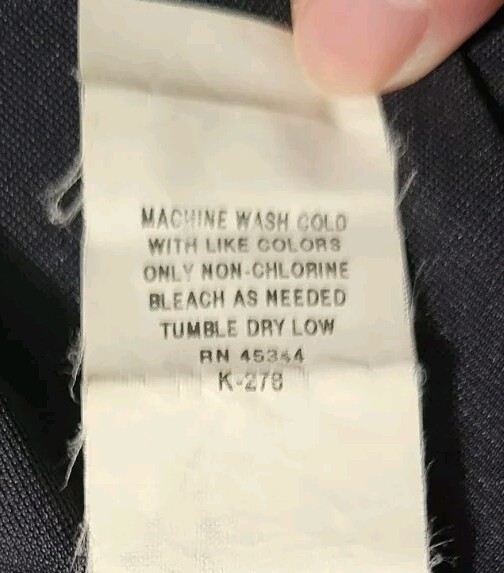 MACHINE WASH COLD
WITH LIKE COLORS
ONLY NON-CHLORINE
BLEACH AS NEEDED
TUMBLE DRY LOW
RN 45344
K-278